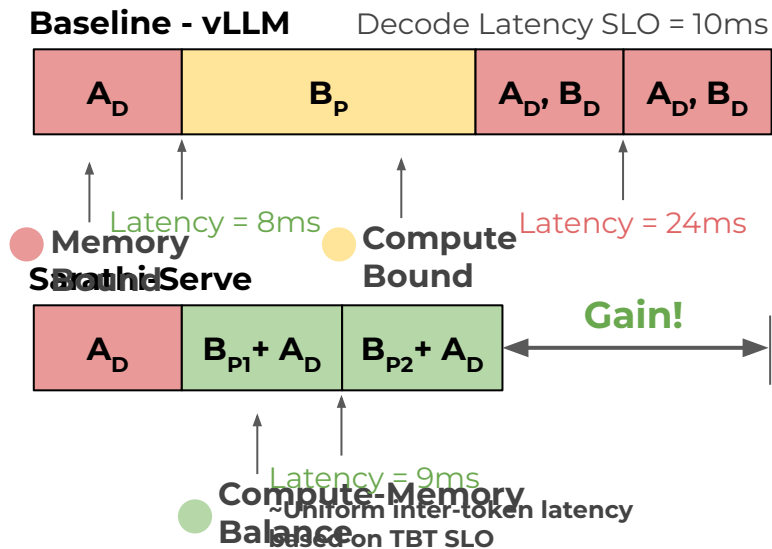 Baseline - vLLM
Decode Latency SLO = 10ms
A_D
B_P
A_D, B_D
A_D, B_D
Latency = 8ms
Latency = 24ms
Memory
Bound
Compute
Bound
Sarathi-Serve
A_D
B_P1+ A_D
B_P2+ A_D
Gain!
Latency = 9ms
Compute-Memory
Balance
~Uniform inter-token latency
based on TBT SLO